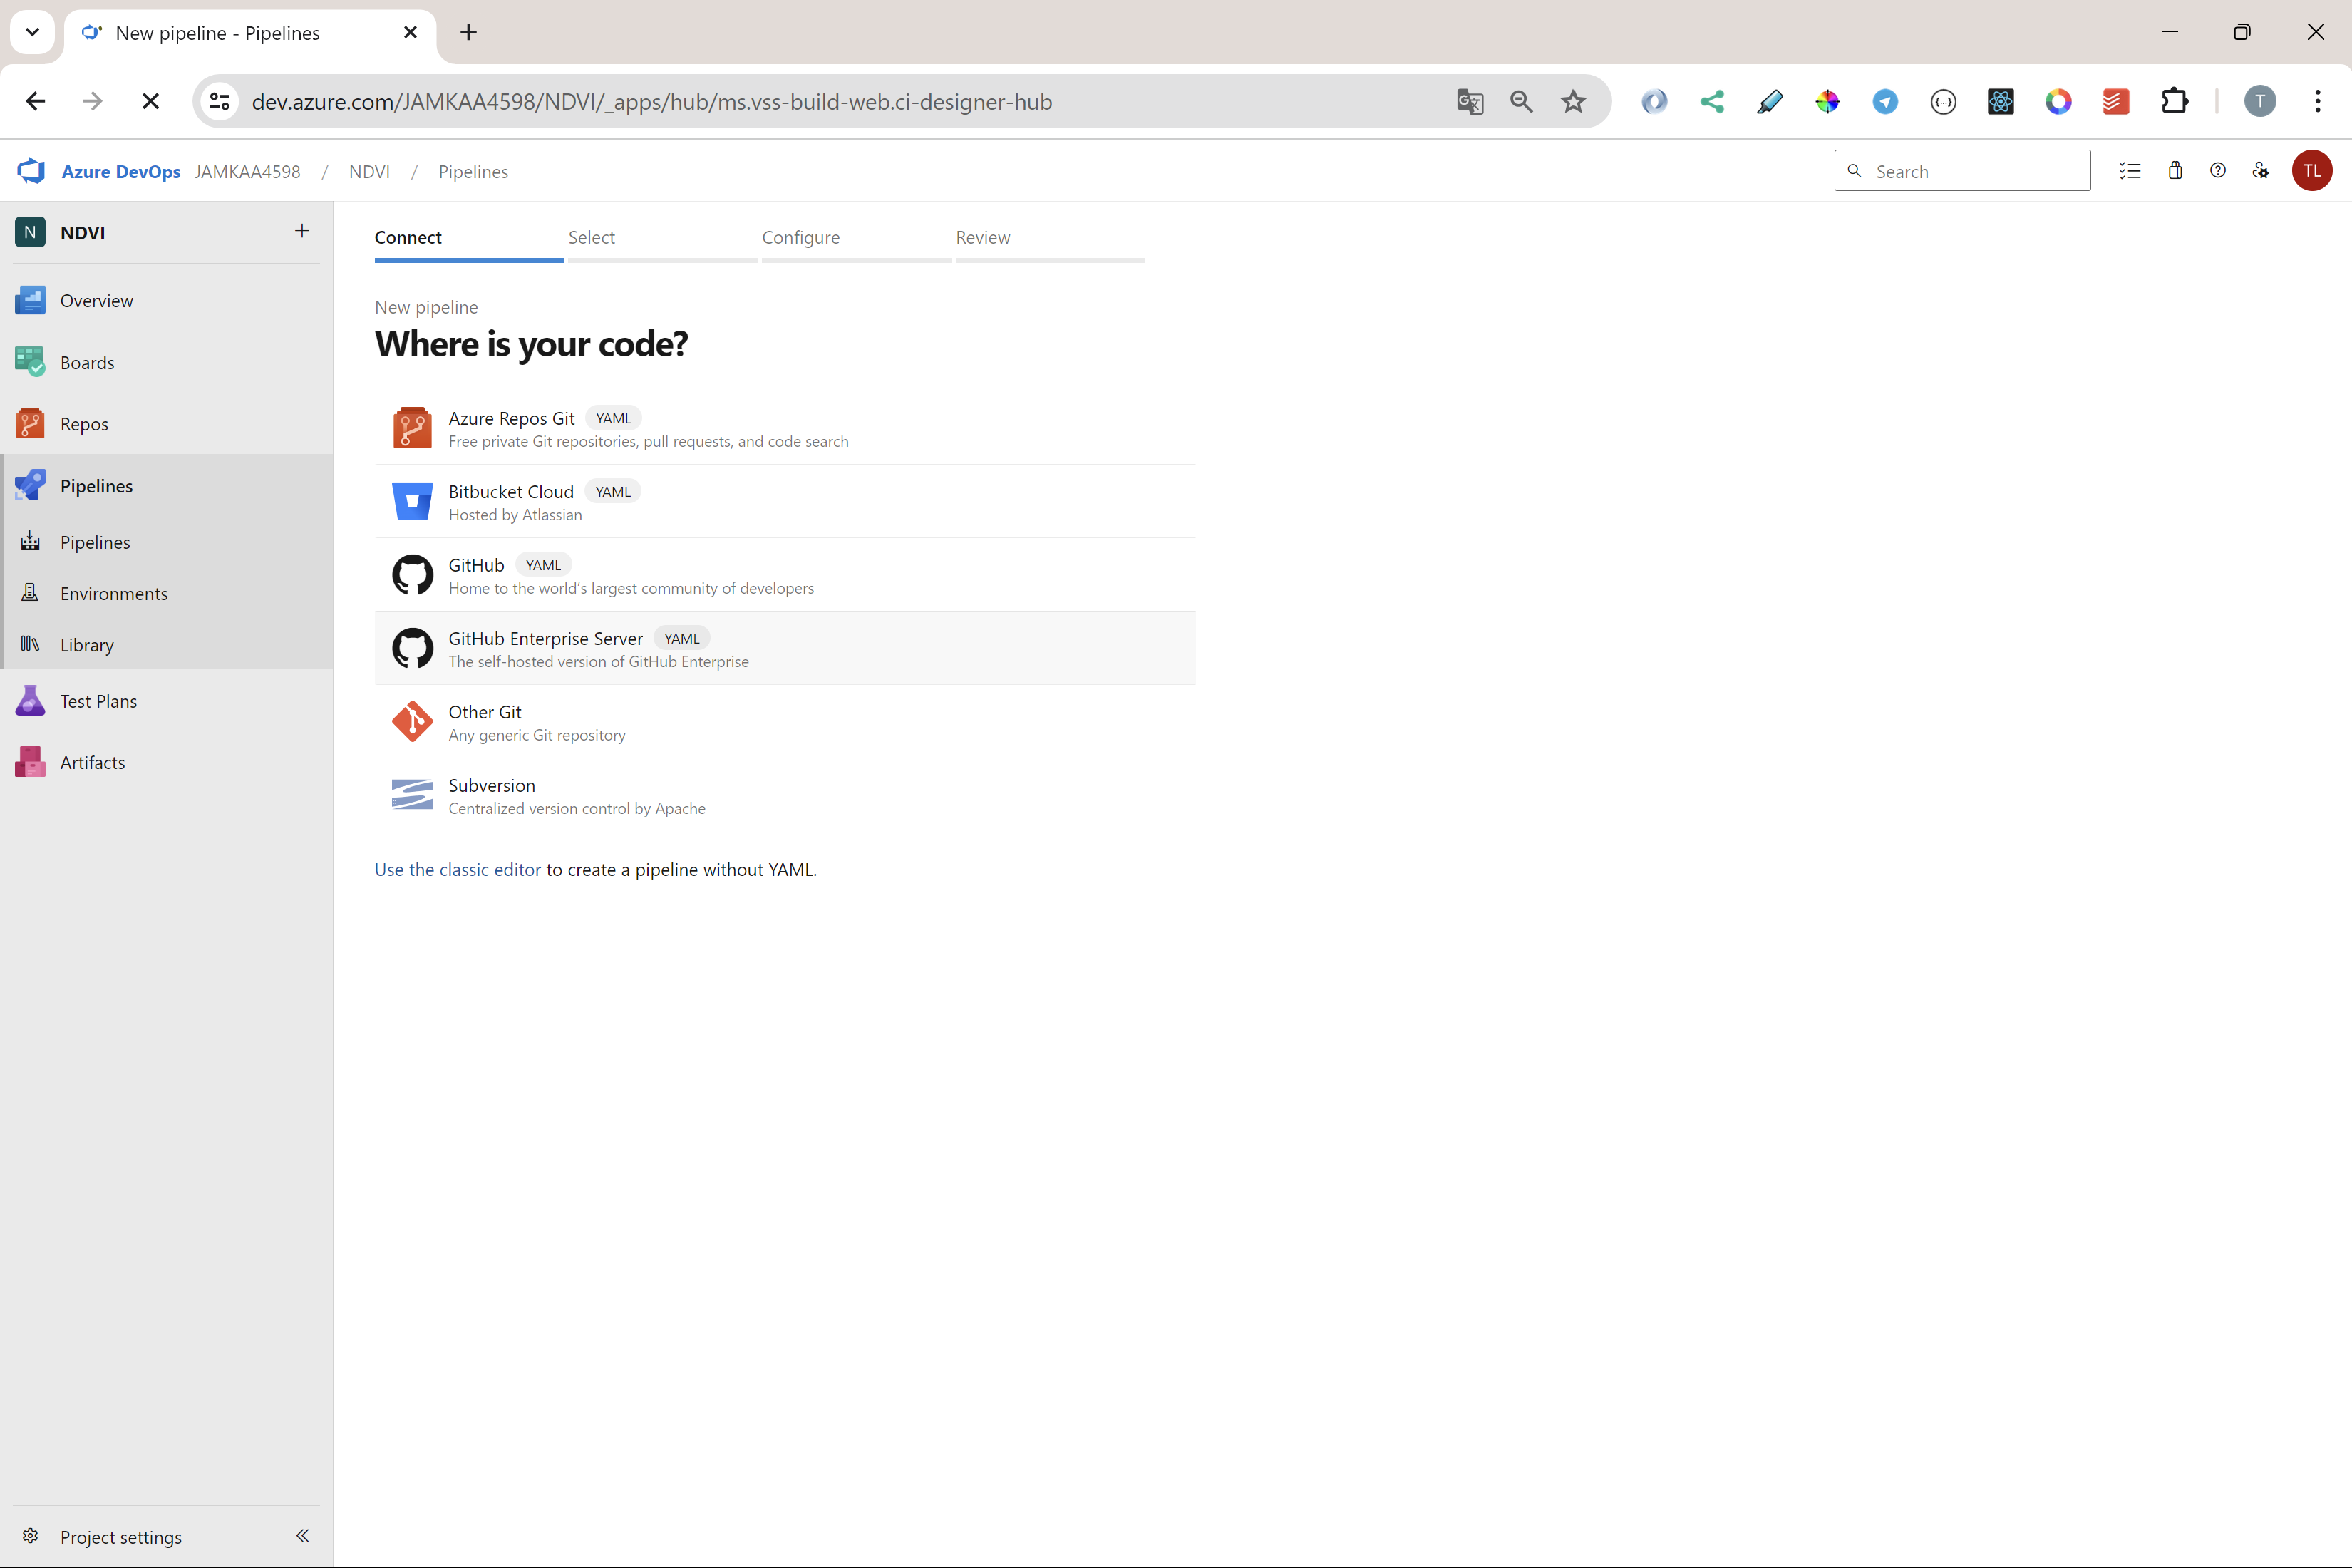 New pipeline - Pipelines
dev.azure.com/JAMKAA4598/NDVI/_apps/hub/ms.vss-build-web.ci-designer-hub
T
Azure DevOps JAMKAA4598 / NDVI / Pipelines
Search
TL
N NDVI
Overview
Boards
Repos
Pipelines
Pipelines
Environments
Library
Test Plans
Artifacts
Project settings
Connect Select Configure Review
New pipeline
Where is your code?
Azure Repos Git YAML
Free private Git repositories, pull requests, and code search
Bitbucket Cloud YAML
Hosted by Atlassian
GitHub YAML
Home to the world’s largest community of developers
GitHub Enterprise Server YAML
The self-hosted version of GitHub Enterprise
Other Git
Any generic Git repository
Subversion
Centralized version control by Apache
Use the classic editor to create a pipeline without YAML.